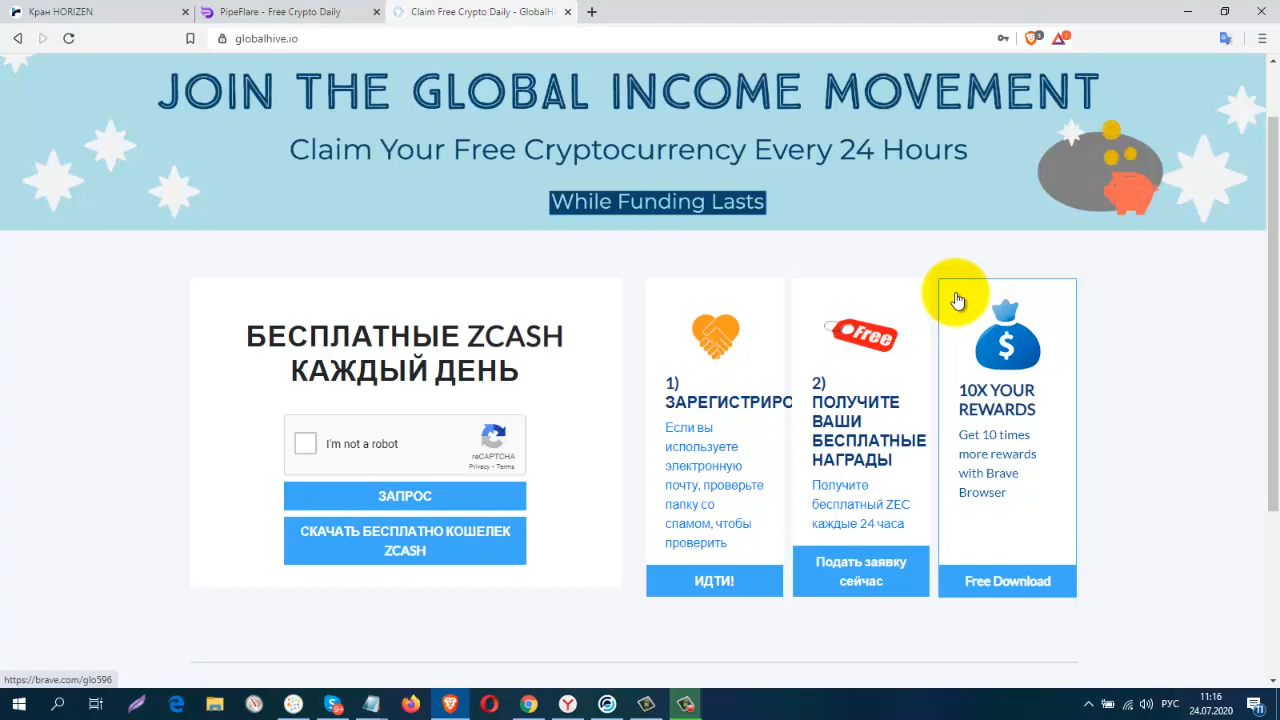 Кран HORIZEN
PipeFlare - Free Crypto Daily
Claim Free Crypto Daily - GlobalHi
globalhive.io
JOIN THE GLOBAL INCOME MOVEMENT
Claim Your Free Cryptocurrency Every 24 Hours
While Funding Lasts
БЕСПЛАТНЫЕ ZCASH
КАЖДЫЙ ДЕНЬ
I'm not a robot
reCAPTCHA
Privacy - Terms
ЗАПРОС
СКАЧАТЬ БЕСПЛАТНО КОШЕЛЕК
ZCASH
1)
ЗАРЕГИСТРИРО
Если вы
используете
электронную
почту, проверьте
папку со
спамом, чтобы
проверить
ИДТИ!
Free
2)
ПОЛУЧИТЕ
ВАШИ
БЕСПЛАТНЫЕ
НАГРАДЫ
Получите
бесплатный ZEC
каждые 24 часа
Подать заявку
сейчас
$
10X YOUR
REWARDS
Get 10 times
more rewards
with Brave
Browser
Free Download
https://brave.com/glo596
РУС
11:16
24.07.2020